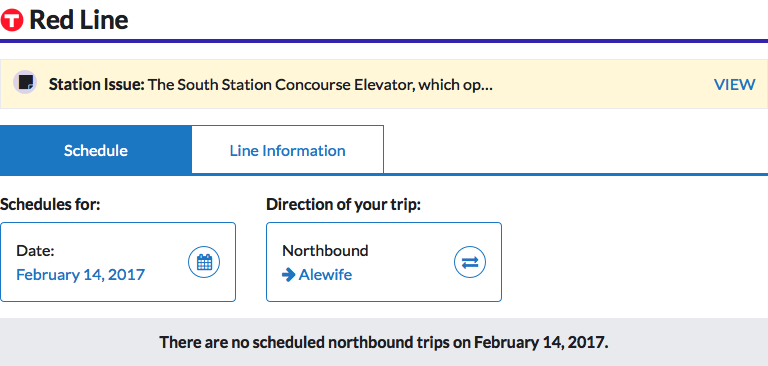 T Red Line
Station Issue: The South Station Concourse Elevator, which op... VIEW
Schedule Line Information
Schedules for: Direction of your trip:
Date: Northbound
February 14, 2017 Alewife
There are no scheduled northbound trips on February 14, 2017.